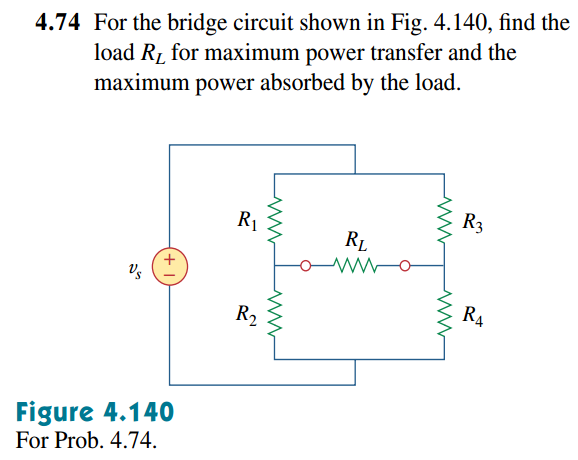 4.74 For the bridge circuit shown in Fig. 4.140, find the
load R_L for maximum power transfer and the
maximum power absorbed by the load.
R_1
R_3
R_L
v_s
+
−
R_2
R_4
Figure 4.140
For Prob. 4.74.